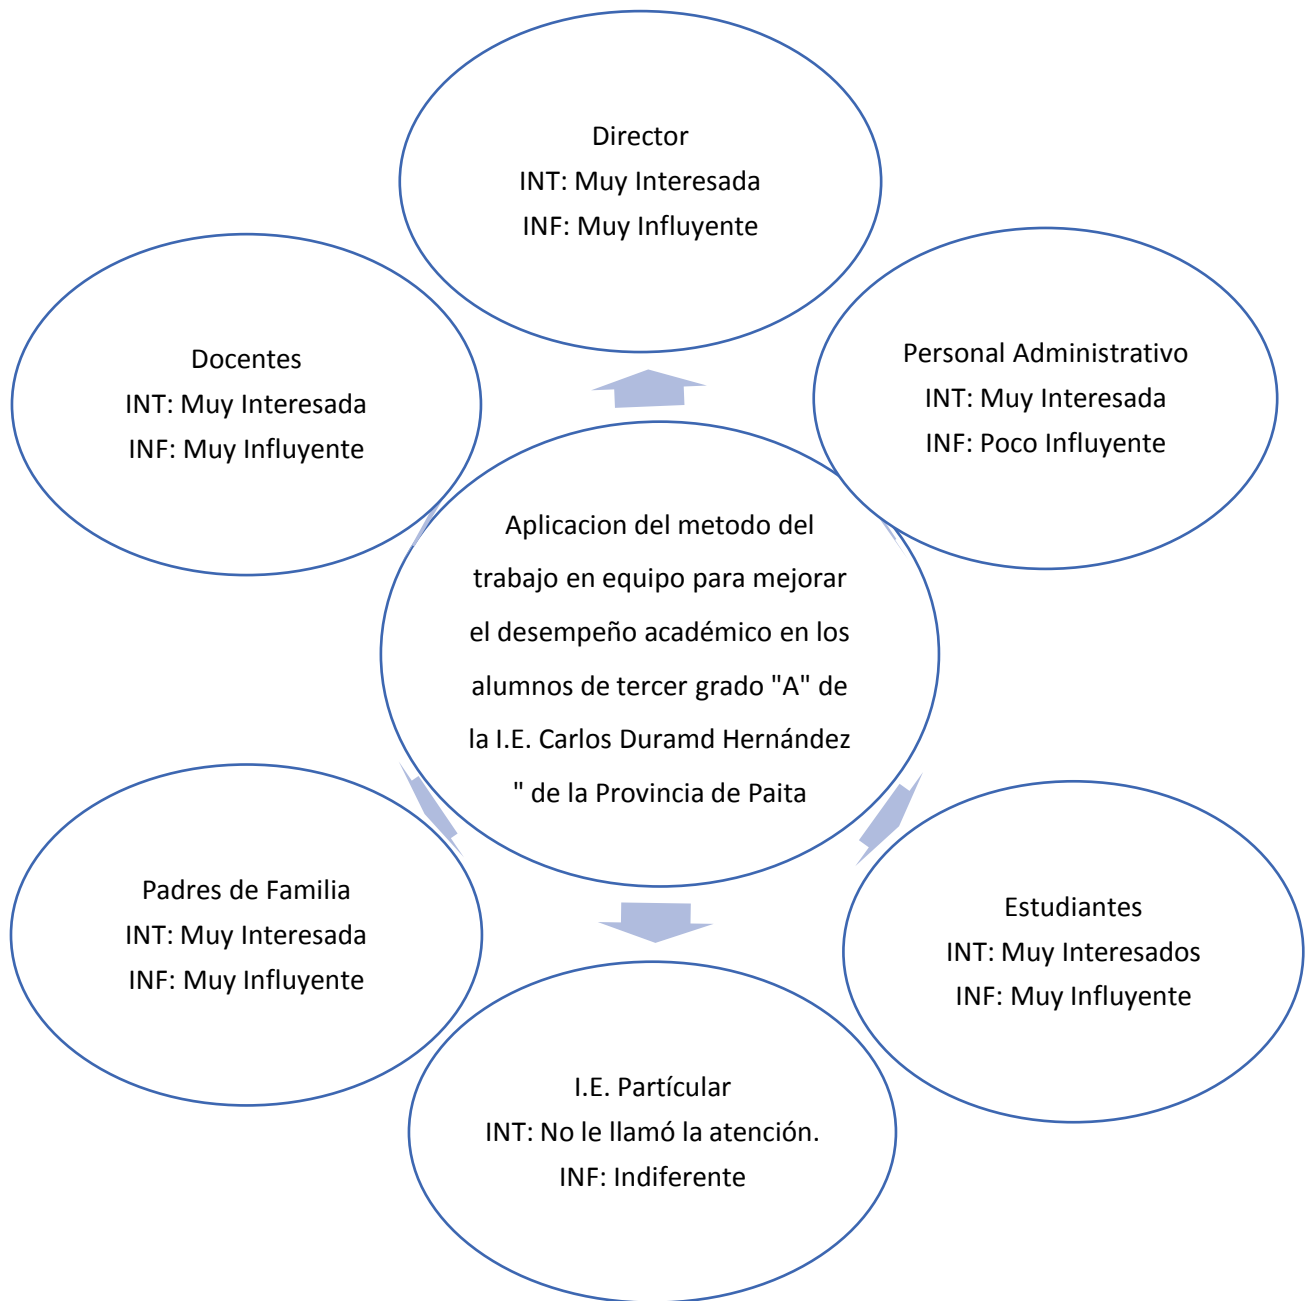 Director
INT: Muy Interesada
INF: Muy Influyente
Docentes
INT: Muy Interesada
INF: Muy Influyente
Personal Administrativo
INT: Muy Interesada
INF: Poco Influyente
Aplicacion del metodo del
trabajo en equipo para mejorar
el desempeño académico en los
alumnos de tercer grado "A" de
la I.E. Carlos Duramd Hernández
" de la Provincia de Paita
Padres de Familia
INT: Muy Interesada
INF: Muy Influyente
Estudiantes
INT: Muy Interesados
INF: Muy Influyente
I.E. Partícular
INT: No le llamó la atención.
INF: Indiferente